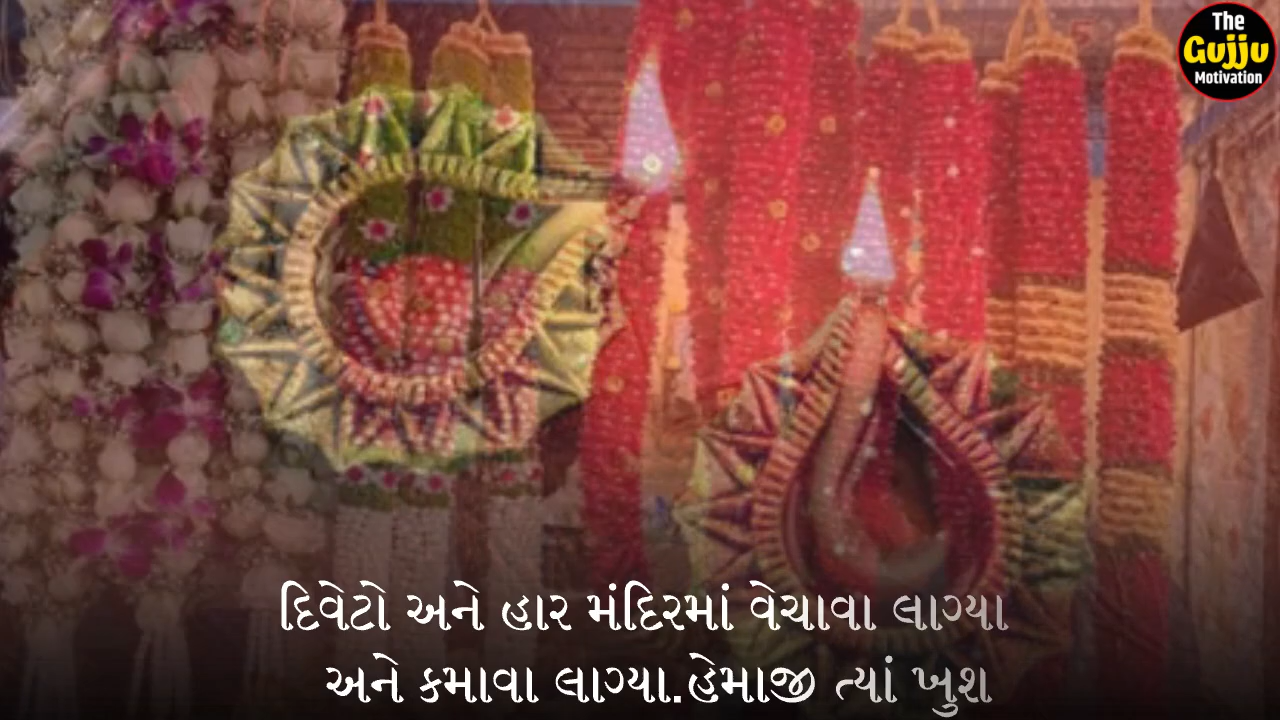 The
Gujju
Motivation
દિવેટો અને હાર મંદિરમાં વેચાવા લાગ્યા
અને કમાવા લાગ્યા.હેમાજી ત્યાં ખુશ